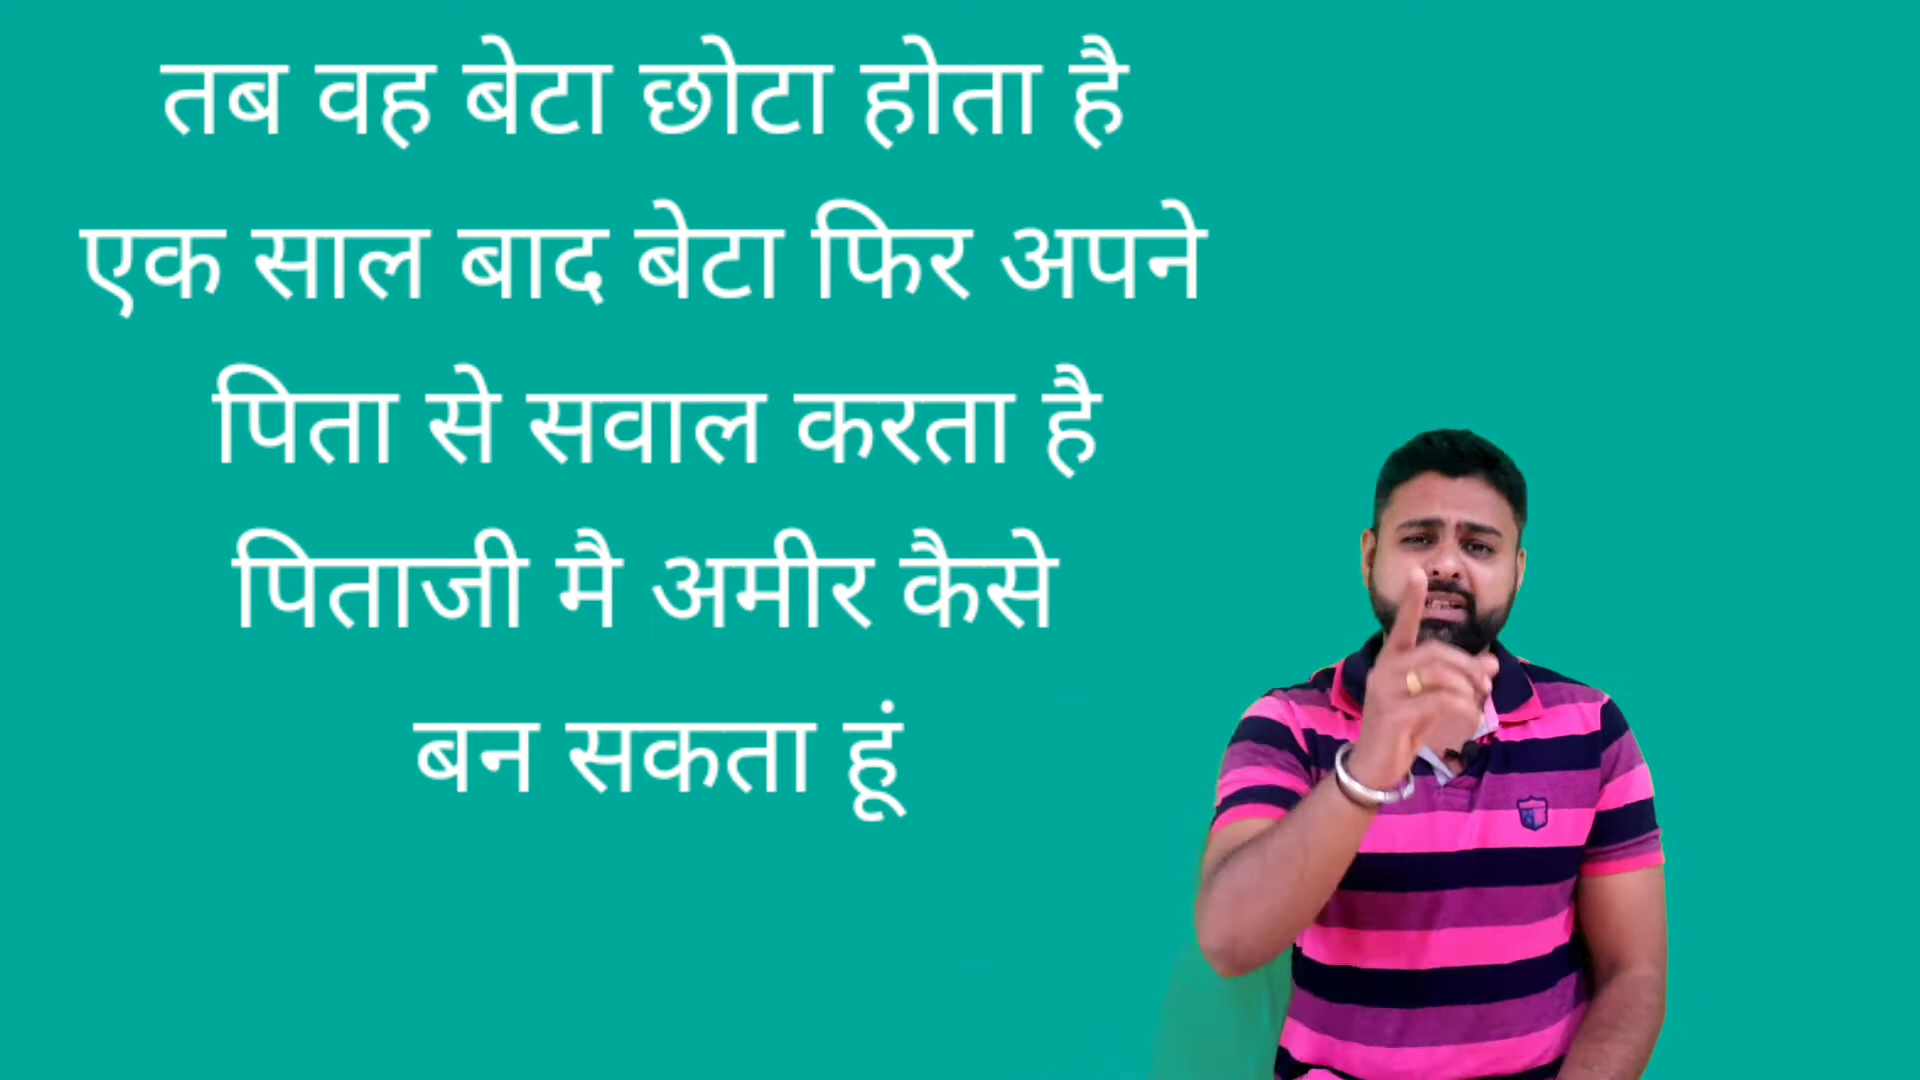 तब वह बेटा छोटा होता है
एक साल बाद बेटा फिर अपने
पिता से सवाल करता है
पिताजी मै अमीर कैसे
बन सकता हूं